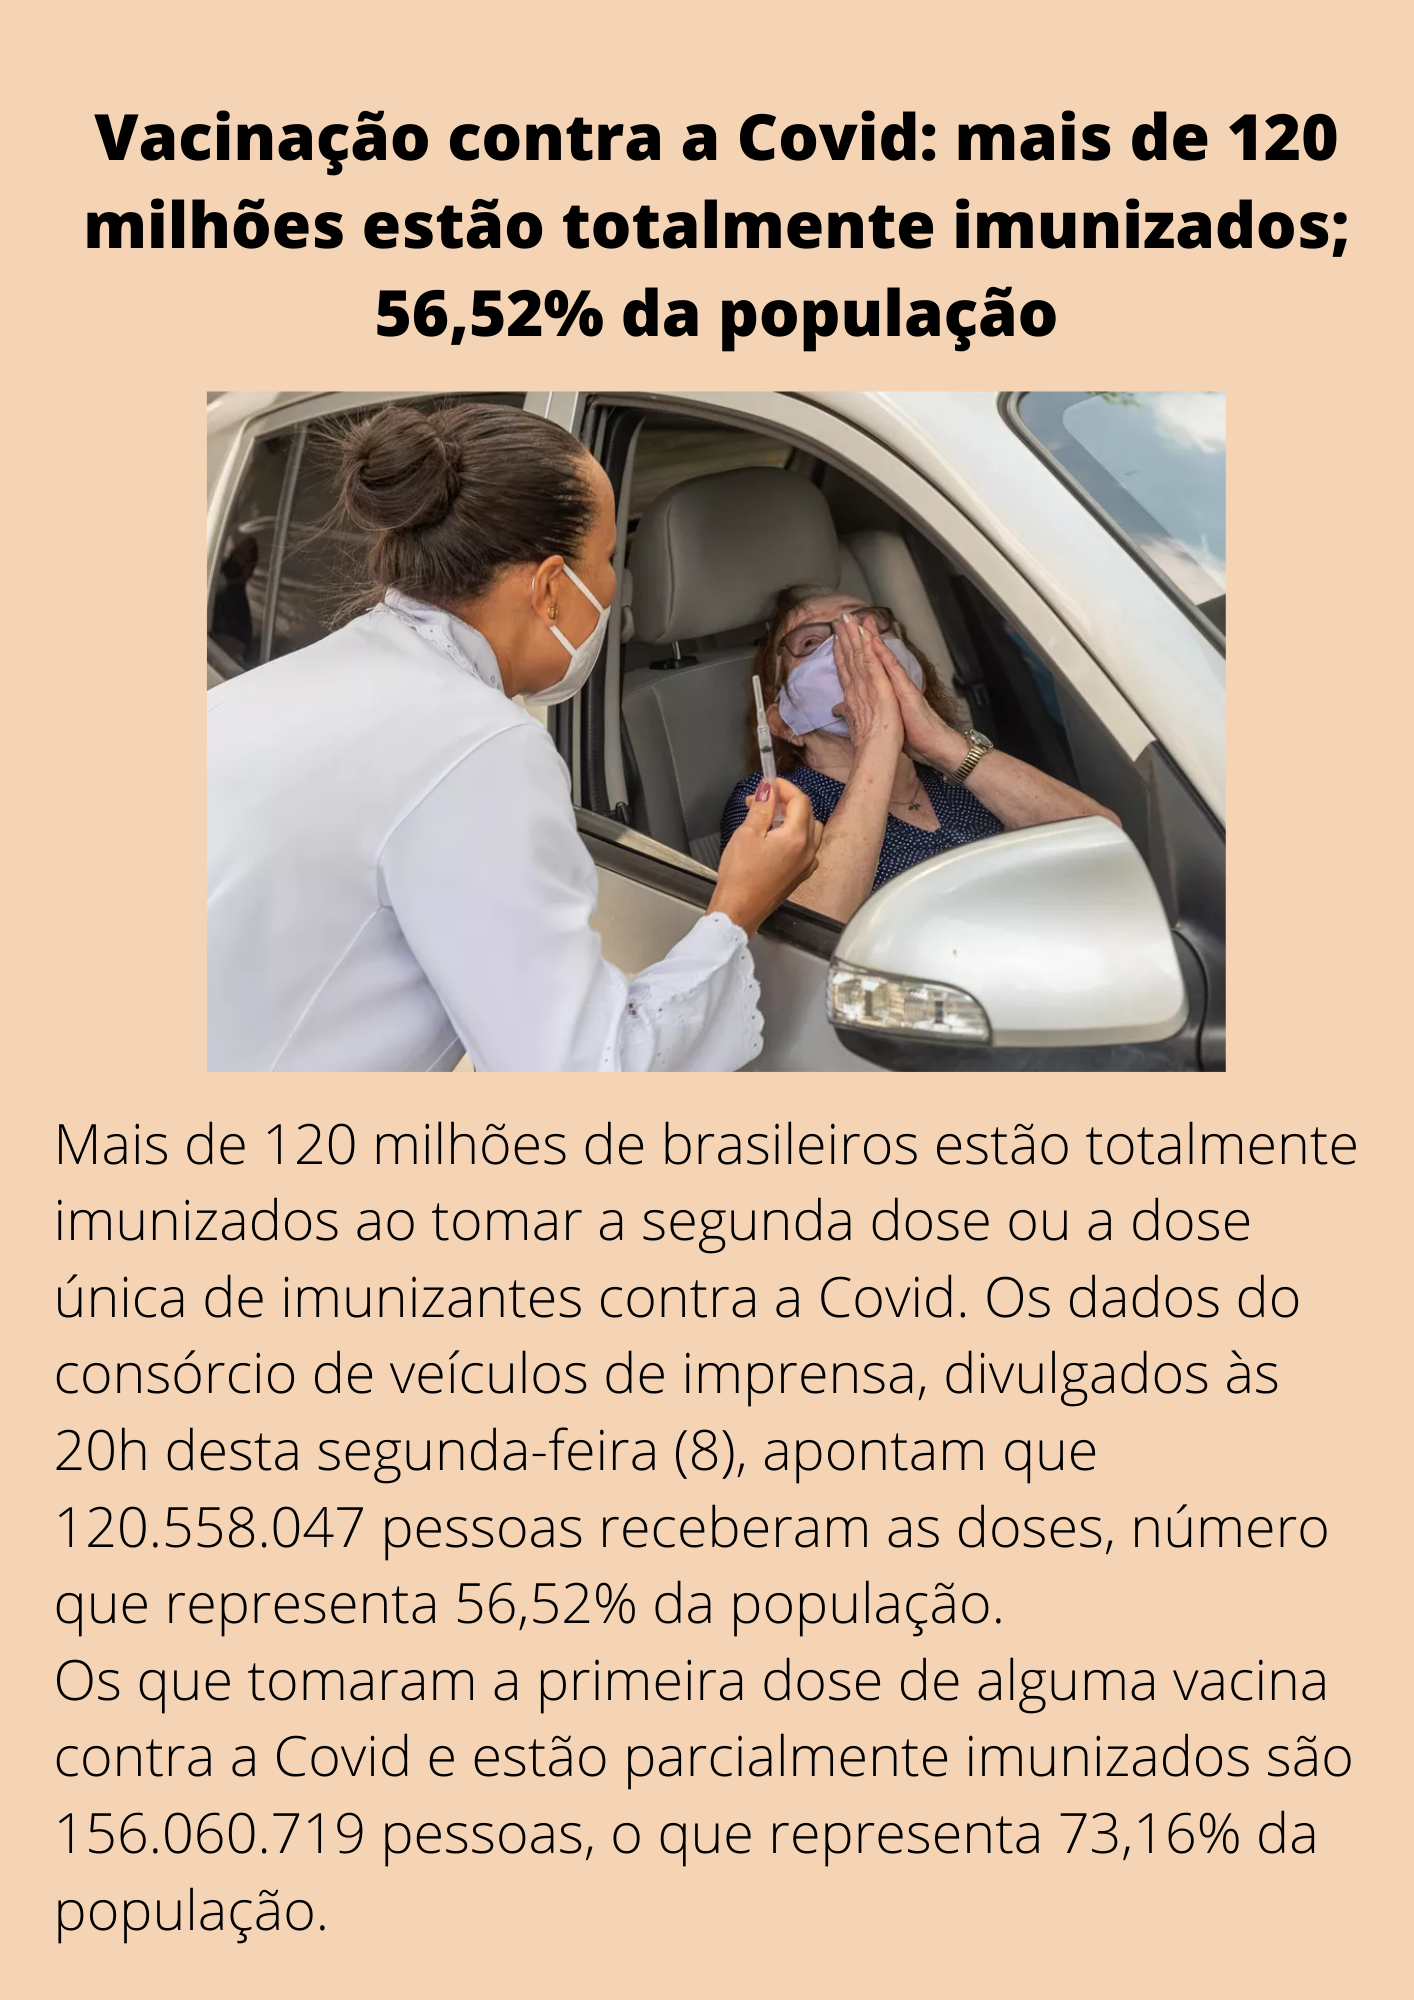 Vacinação contra a Covid: mais de 120
milhões estão totalmente imunizados;
56,52% da população
Mais de 120 milhões de brasileiros estão totalmente
imunizados ao tomar a segunda dose ou a dose
única de imunizantes contra a Covid. Os dados do
consórcio de veículos de imprensa, divulgados às
20h desta segunda-feira (8), apontam que
120.558.047 pessoas receberam as doses, número
que representa 56,52% da população.
Os que tomaram a primeira dose de alguma vacina
contra a Covid e estão parcialmente imunizados são
156.060.719 pessoas, o que representa 73,16% da
população.